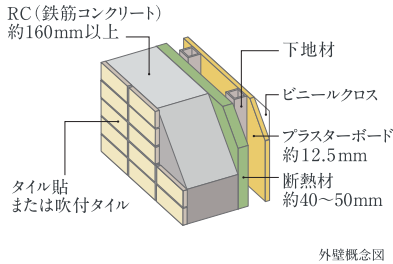 RC（鉄筋コンクリート）
約160mm以上
下地材
ビニールクロス
プラスターボード
約12.5mm
断熱材
約40〜50mm
タイル貼
または吹付タイル
外壁概念図